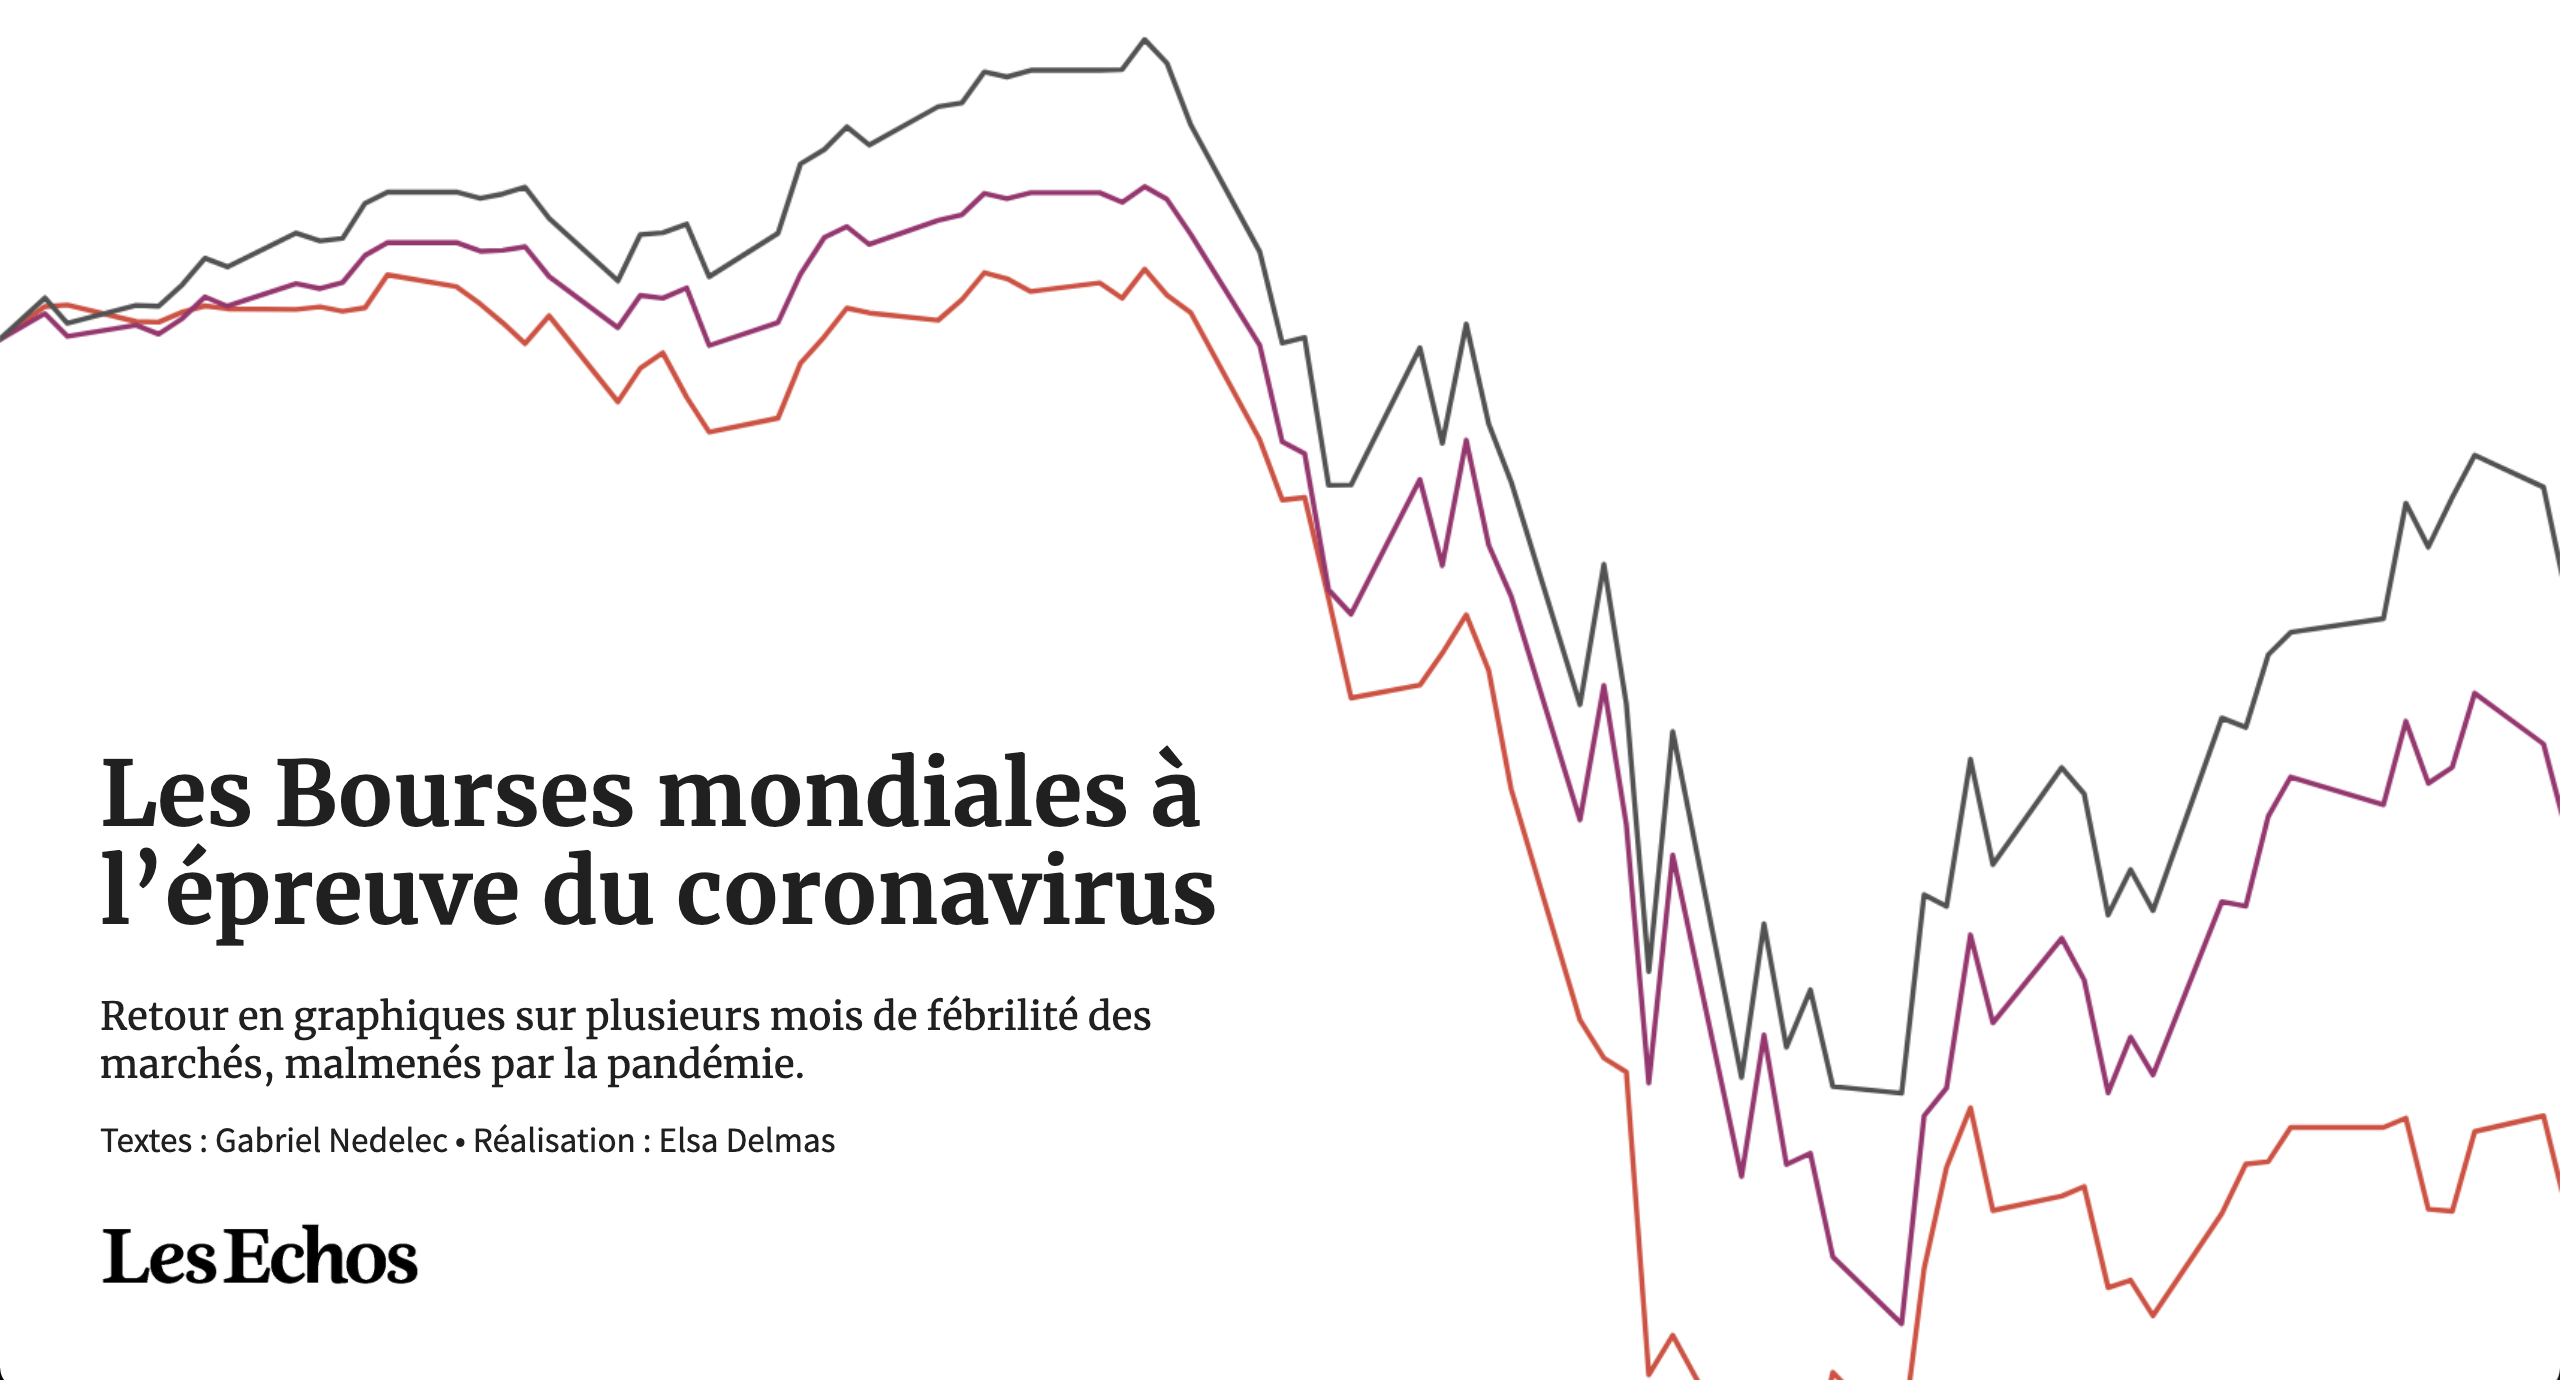 Les Bourses mondiales à
l’épreuve du coronavirus
Retour en graphiques sur plusieurs mois de fébrilité des
marchés, malmenés par la pandémie.
Textes : Gabriel Nedelec • Réalisation : Elsa Delmas
Les Echos